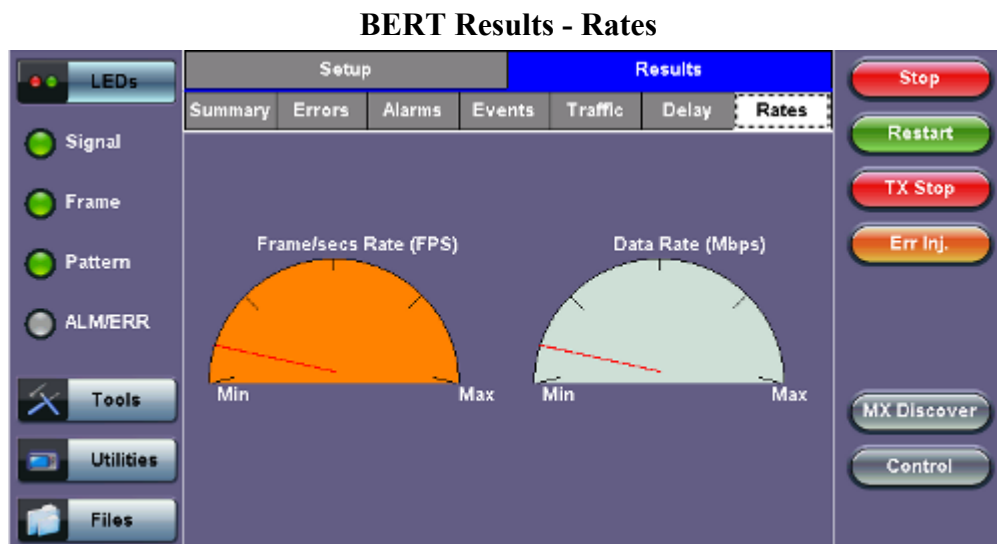 BERT Results - Rates
LEDs
Setup
Results
Stop
Summary
Errors
Alarms
Events
Traffic
Delay
Rates
Signal
Restart
Frame
TX Stop
Frame/secs Rate (FPS)
Data Rate (Mbps)
Err Inj.
Pattern
ALM/ERR
Min
Max
Min
Max
Tools
MX Discover
Utilities
Control
Files